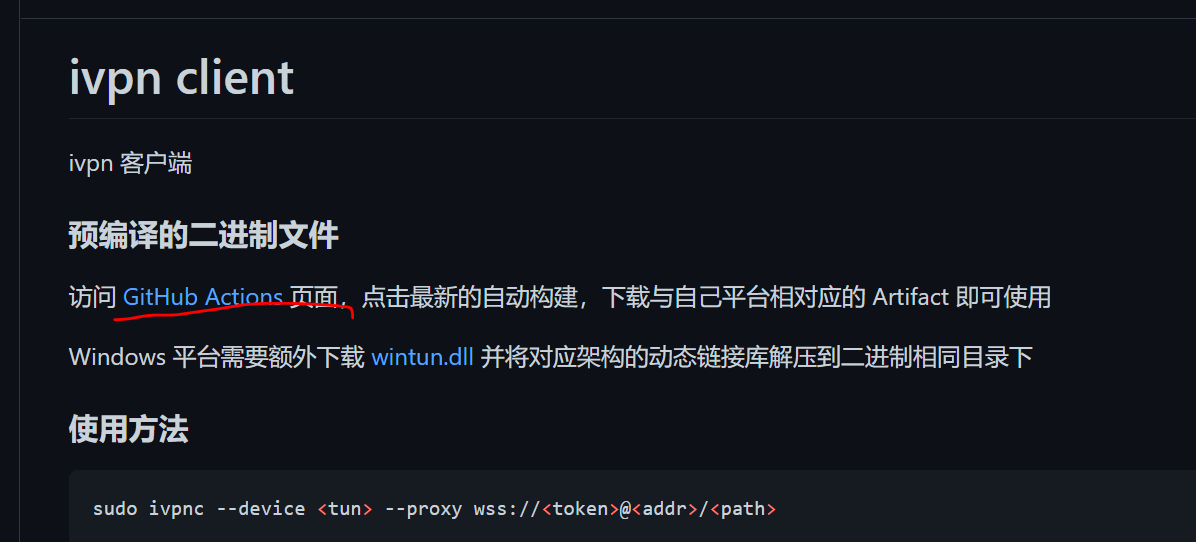 ivpn client
ivpn 客户端
预编译的二进制文件
访问 GitHub Actions 页面，点击最新的自动构建，下载与自己平台相对应的 Artifact 即可使用
Windows 平台需要额外下载 wintun.dll 并将对应架构的动态链接库解压到二进制相同目录下
使用方法
sudo ivpnc --device <tun> --proxy wss://<token>@<addr>/<path>